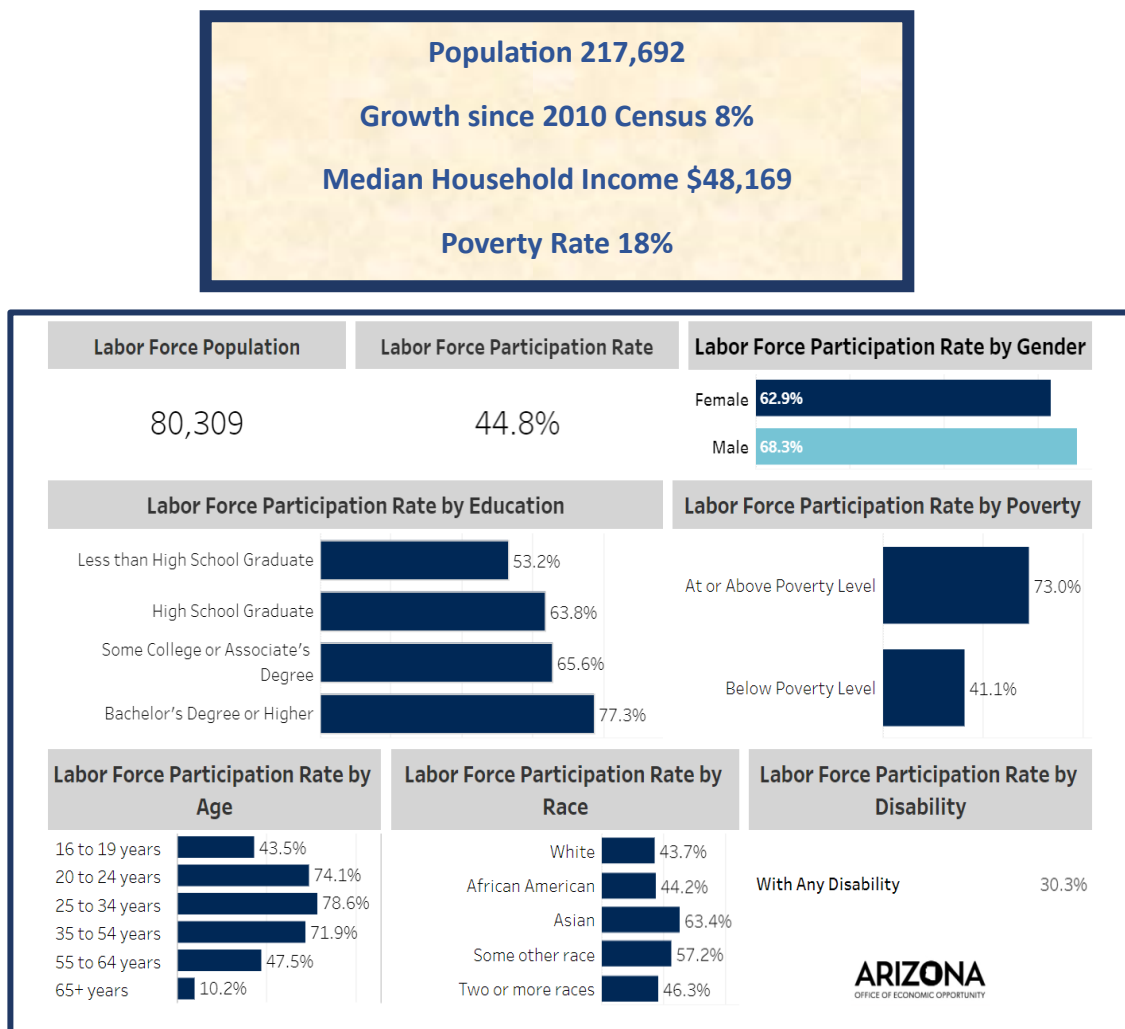 Population 217,692
Growth since 2010 Census 8%
Median Household Income $48,169
Poverty Rate 18%
Labor Force Population
80,309
Labor Force Participation Rate
44.8%
Labor Force Participation Rate by Gender
Female 62.9%
Male 68.3%
Labor Force Participation Rate by Education
Less than High School Graduate 53.2%
High School Graduate 63.8%
Some College or Associate's
Degree 65.6%
Bachelor's Degree or Higher 77.3%
Labor Force Participation Rate by Poverty
At or Above Poverty Level 73.0%
Below Poverty Level 41.1%
Labor Force Participation Rate by
Age
16 to 19 years 43.5%
20 to 24 years 74.1%
25 to 34 years 78.6%
35 to 54 years 71.9%
55 to 64 years 47.5%
65+ years 10.2%
Labor Force Participation Rate by
Race
White 43.7%
African American 44.2%
Asian 63.4%
Some other race 57.2%
Two or more races 46.3%
Labor Force Participation Rate by
Disability
With Any Disability 30.3%
ARIZONA
OFFICE OF ECONOMIC OPPORTUNITY